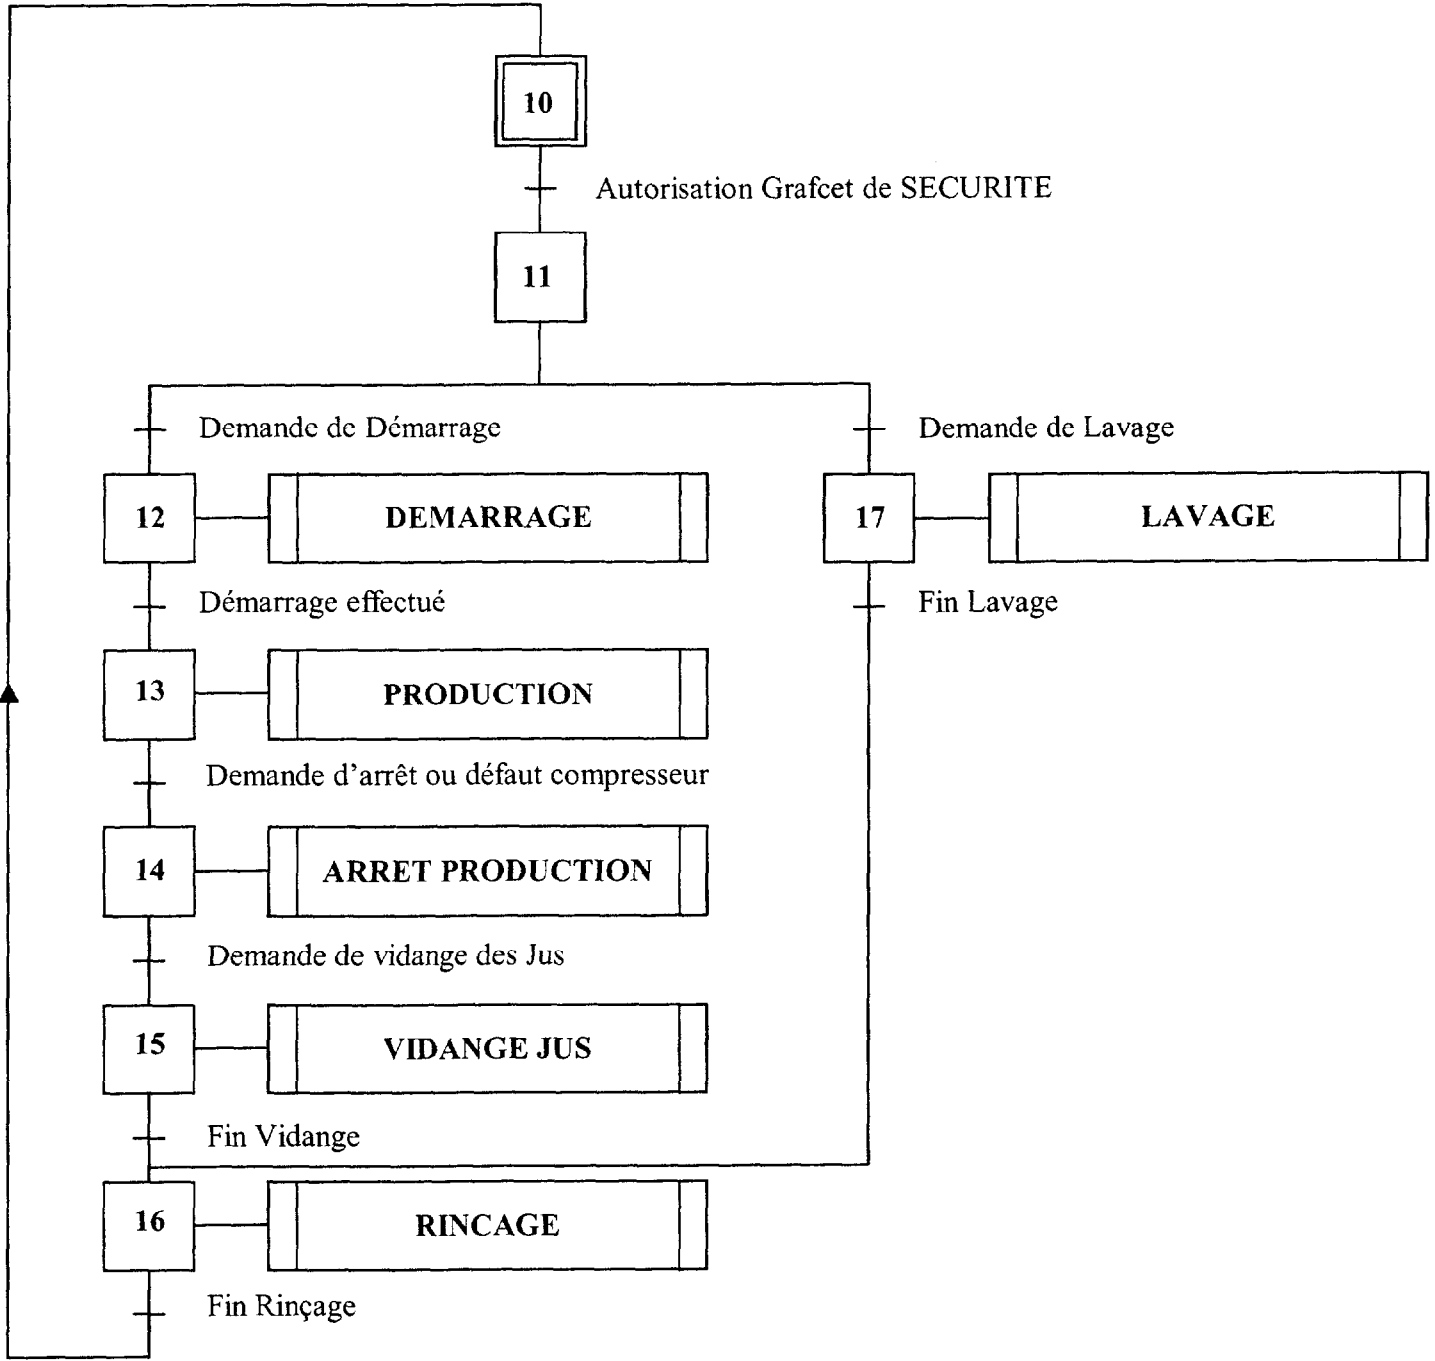 10
Autorisation Grafcet de SECURITE
11
Demande de Démarrage
Demande de Lavage
12
DEMARRAGE
17
LAVAGE
Démarrage effectué
Fin Lavage
13
PRODUCTION
Demande d'arrêt ou défaut compresseur
14
ARRET PRODUCTION
Demande de vidange des Jus
15
VIDANGE JUS
Fin Vidange
16
RINCAGE
Fin Rinçage